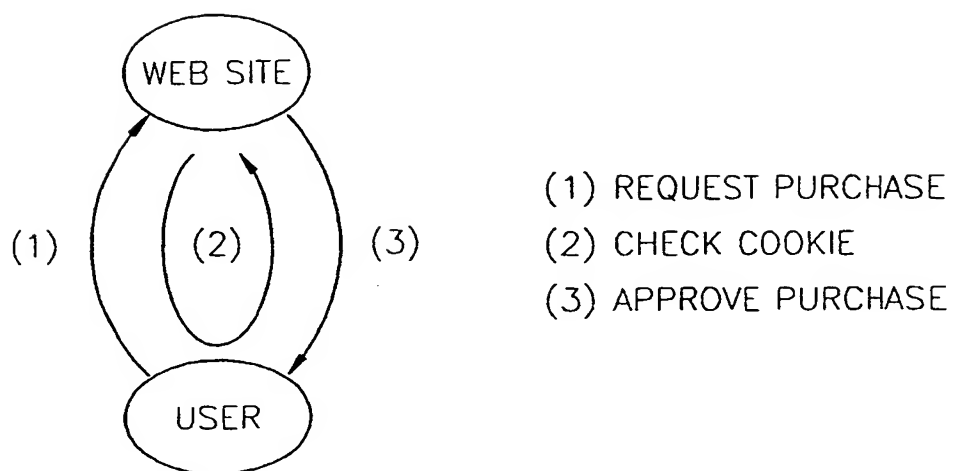 WEB SITE
(1) REQUEST PURCHASE
(1) (2) (3)
(2) CHECK COOKIE
(3) APPROVE PURCHASE
USER